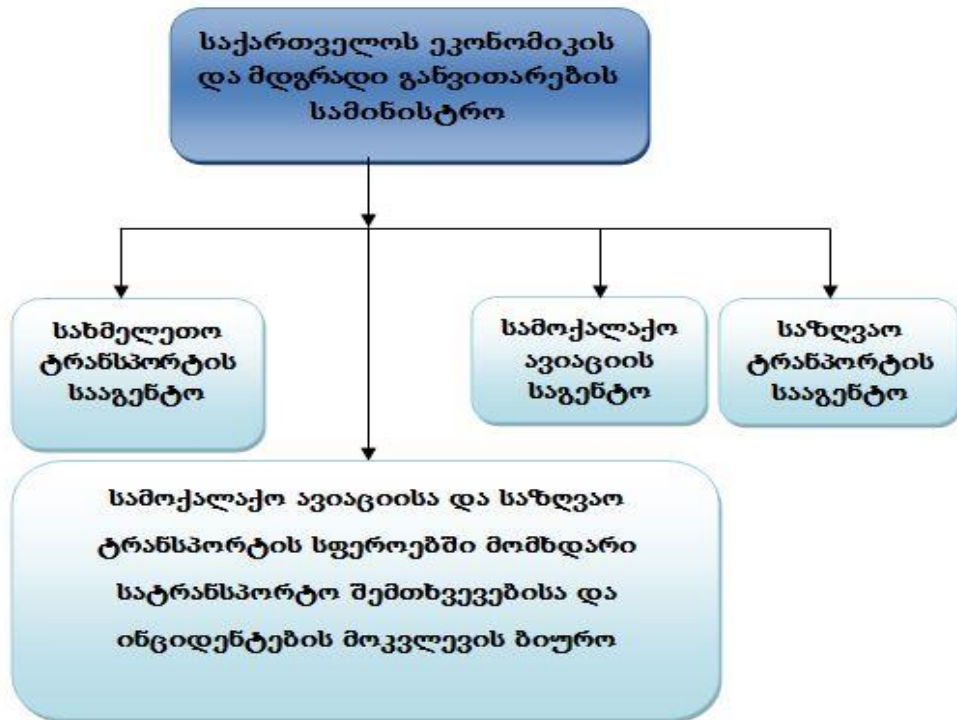 საქართველოს ეკონომიკის
და მდგრადი განვითარების
სამინისტრო
სახმელეთო
ტრანსპორტის
სააგენტო
სამოქალაქო
ავიაციის
საგენტო
საზღვაო
ტრანპორტის
სააგენტო
სამოქალაქო ავიაციისა და საზღვაო
ტრანსპორტის სფეროებში მომხდარი
სატრანსპორტო შემთხვევებისა და
ინციდენტების მოკვლევის ბიურო